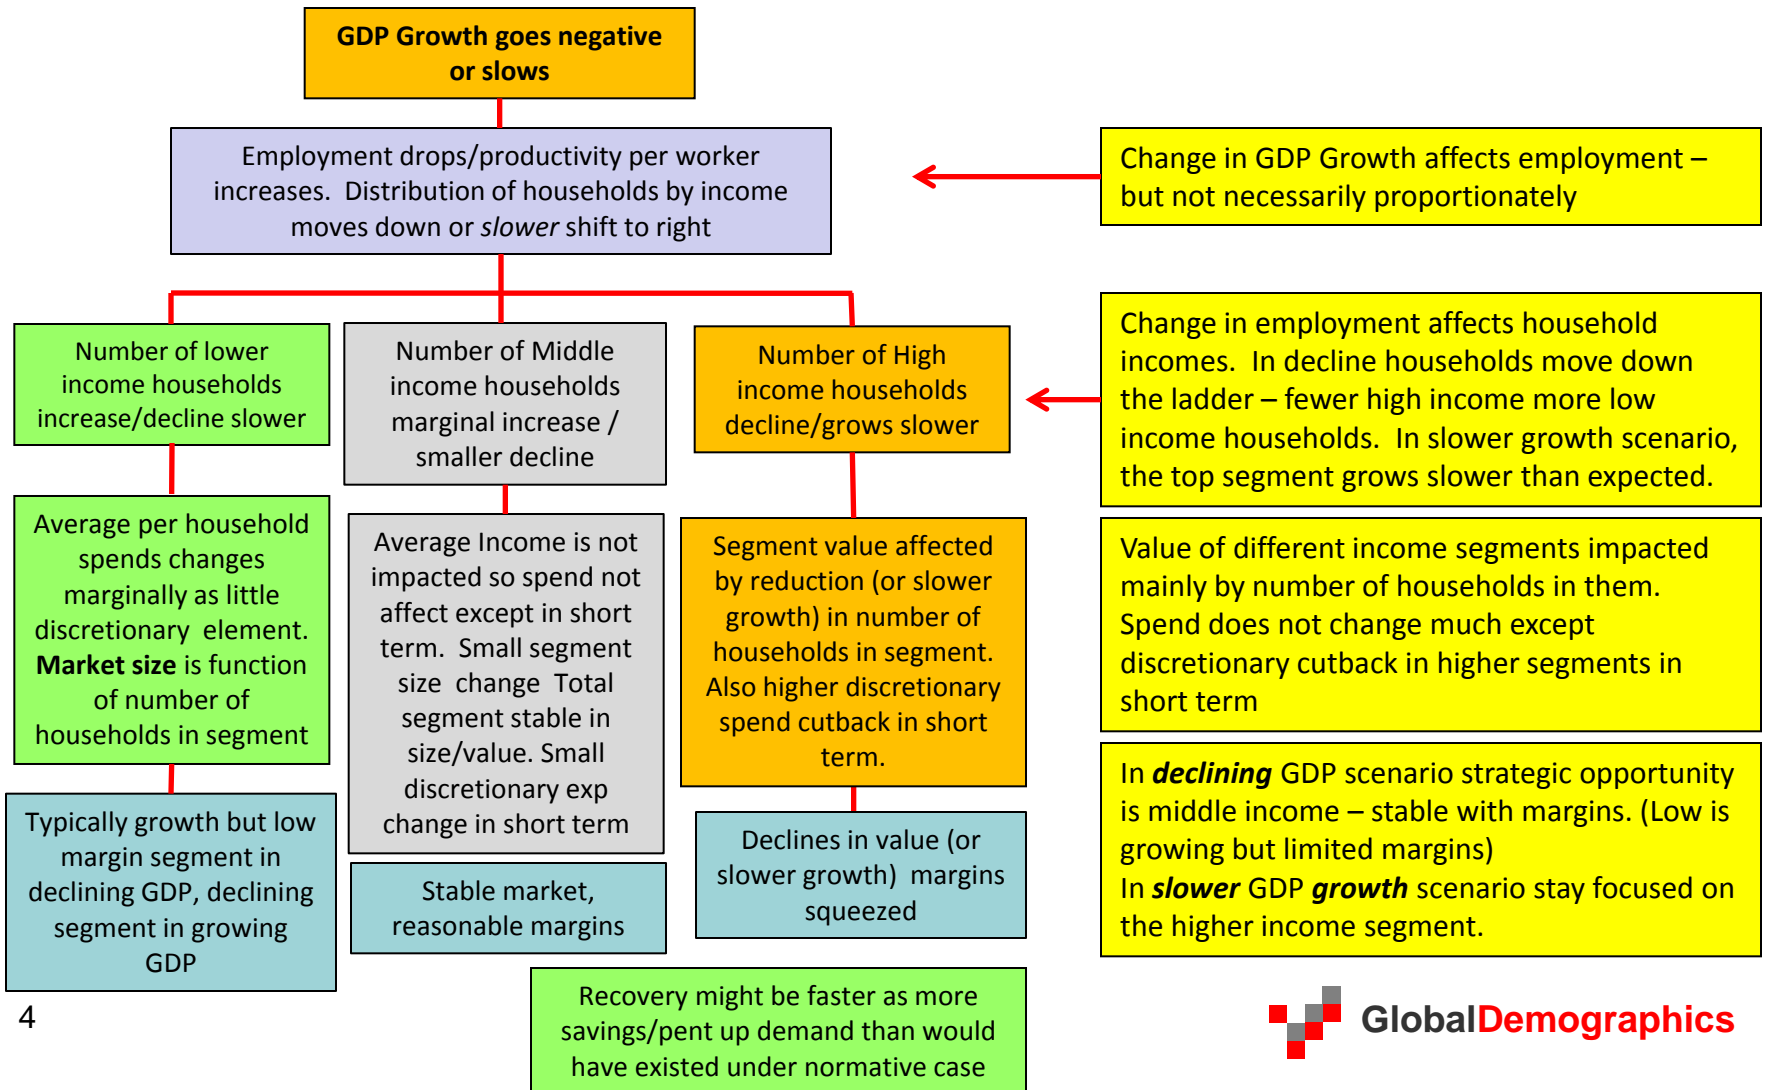 GDP Growth goes negative
or slows
Employment drops/productivity per worker
increases. Distribution of households by income
moves down or slower shift to right
Change in GDP Growth affects employment –
but not necessarily proportionately
Number of lower
income households
increase/decline slower
Number of Middle
income households
marginal increase /
smaller decline
Number of High
income households
decline/grows slower
Change in employment affects household
incomes. In decline households move down
the ladder – fewer high income more low
income households. In slower growth scenario,
the top segment grows slower than expected.
Average per household
spends changes
marginally as little
discretionary element.
Market size is function
of number of
households in segment
Average Income is not
impacted so spend not
affect except in short
term. Small segment
size change Total
segment stable in
size/value. Small
discretionary exp
change in short term
Segment value affected
by reduction (or slower
growth) in number of
households in segment.
Also higher discretionary
spend cutback in short
term.
Value of different income segments impacted
mainly by number of households in them.
Spend does not change much except
discretionary cutback in higher segments in
short term
Typically growth but low
margin segment in
declining GDP, declining
segment in growing
GDP
Stable market,
reasonable margins
Declines in value (or
slower growth) margins
squeezed
In declining GDP scenario strategic opportunity
is middle income – stable with margins. (Low is
growing but limited margins)
In slower GDP growth scenario stay focused on
the higher income segment.
Recovery might be faster as more
savings/pent up demand than would
have existed under normative case
4
GlobalDemographics